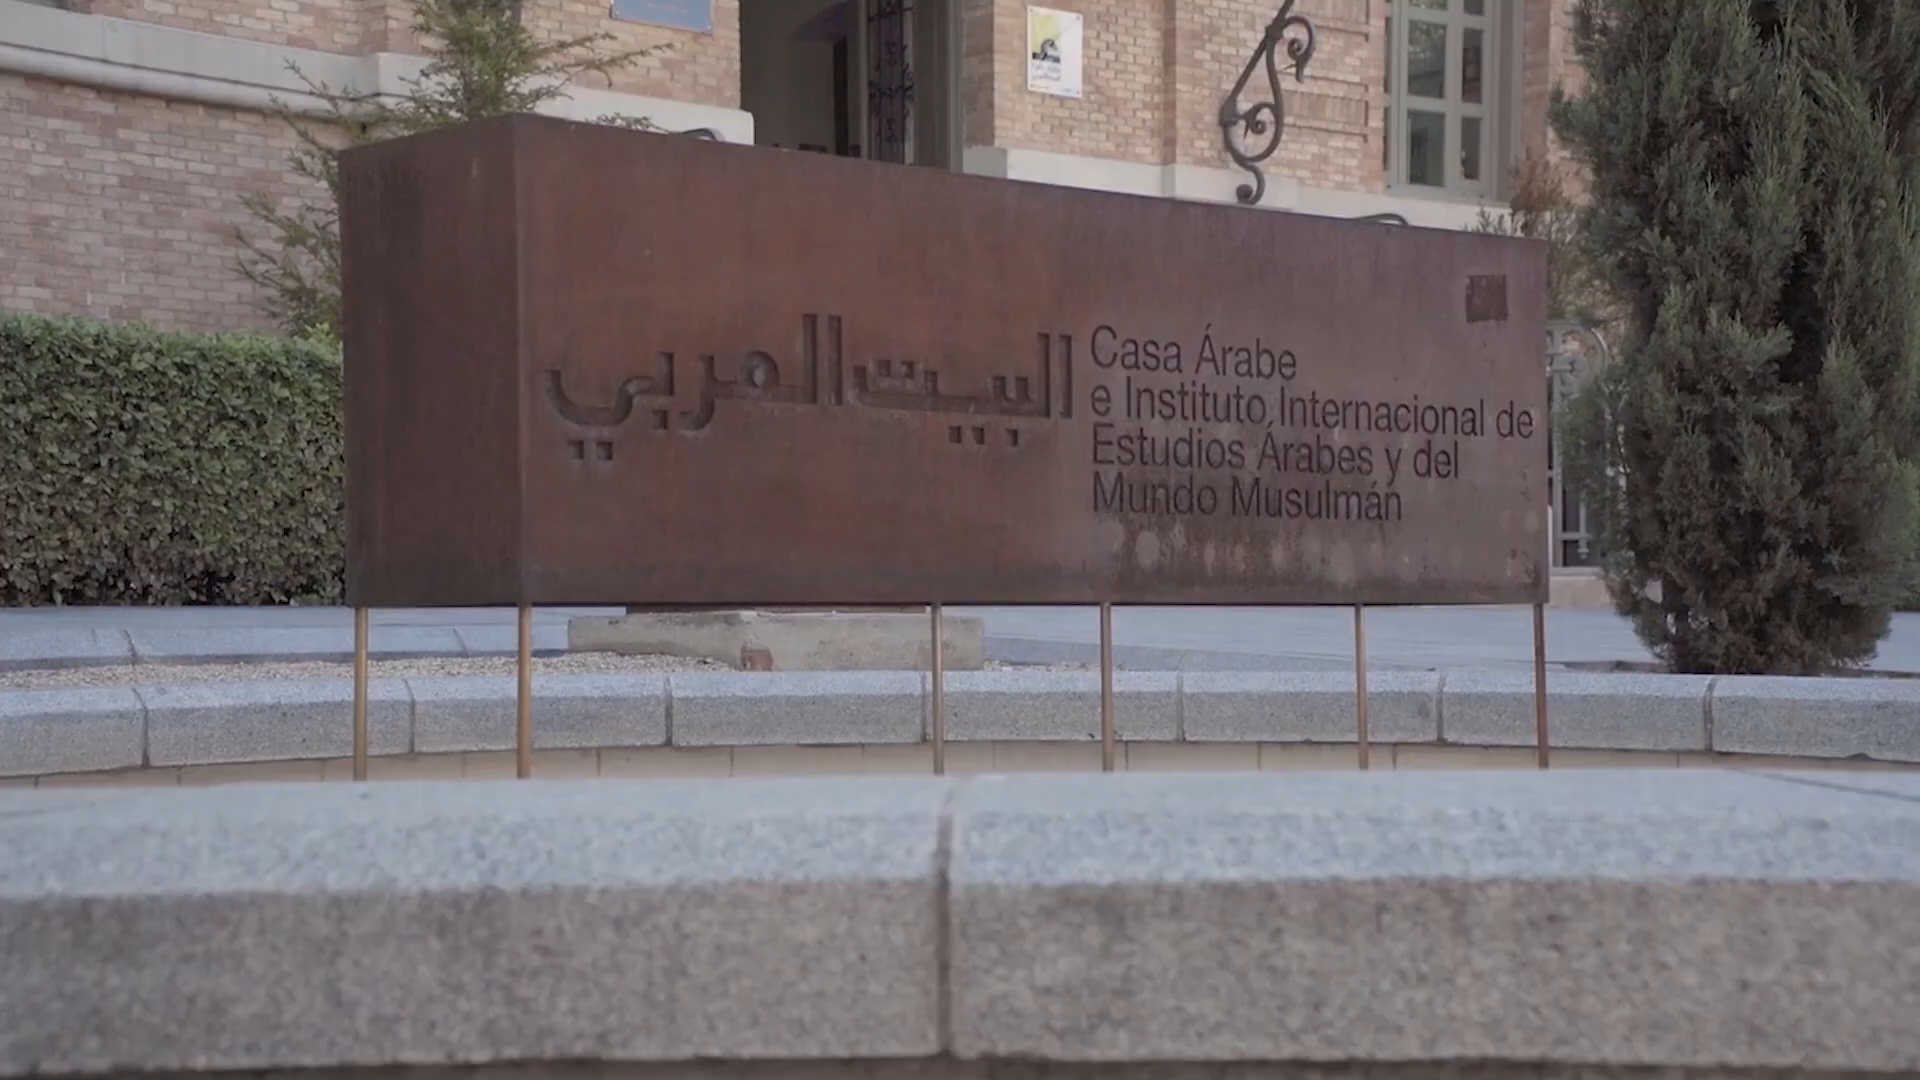 البيت العربي
Casa Árabe
e Instituto Internacional de
Estudios Árabes y del
Mundo Musulmán